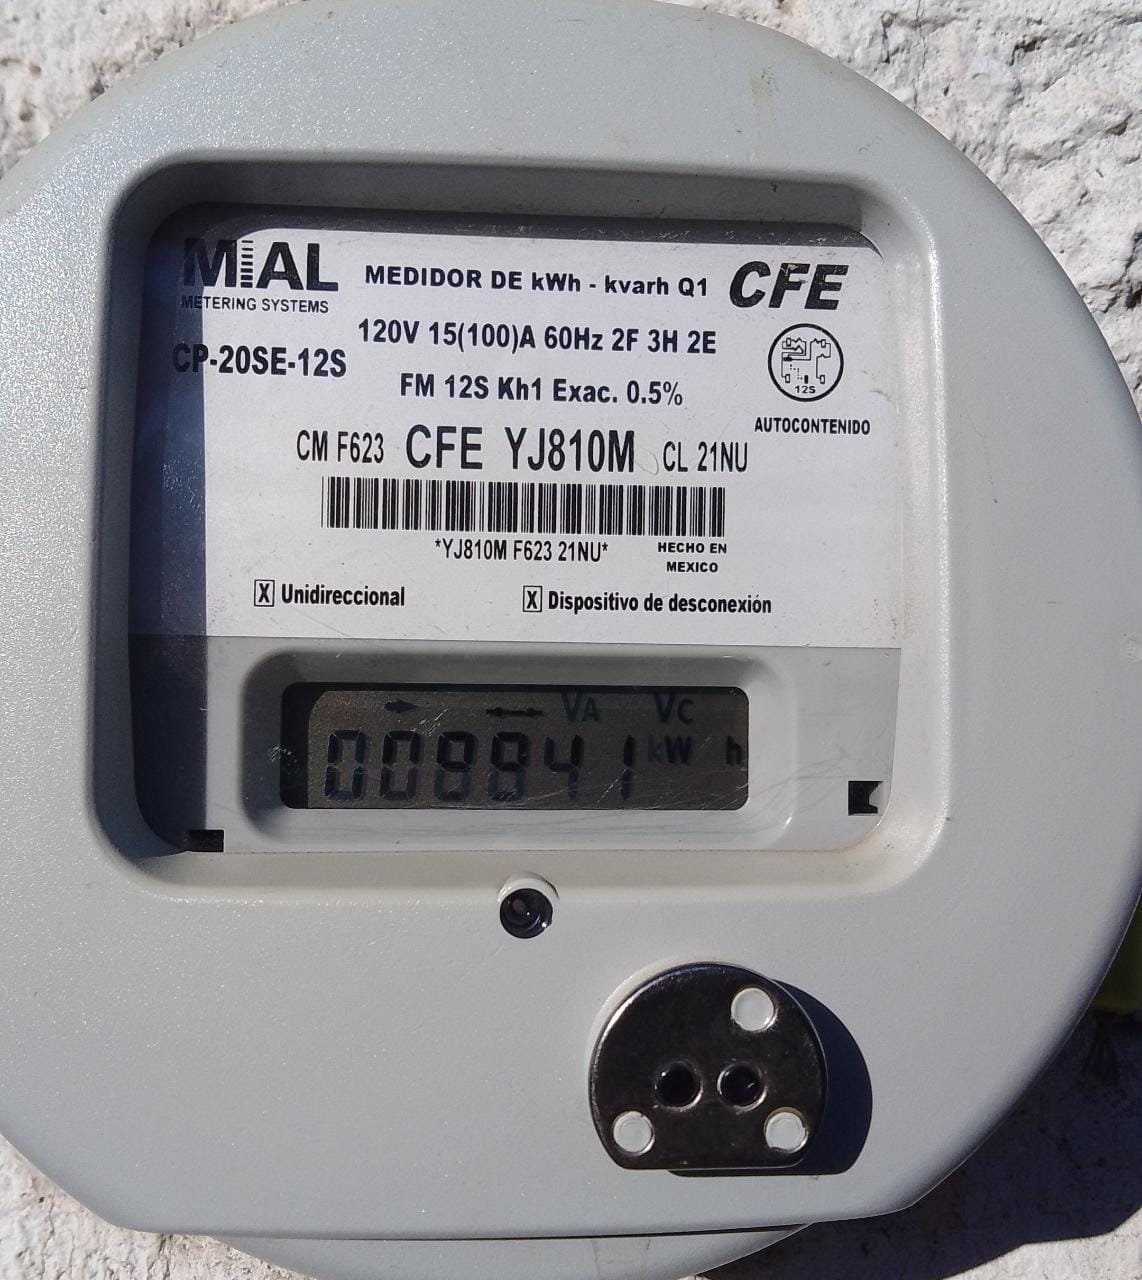 MIAL
METERING SYSTEMS
MEDIDOR DE kWh - kvarh Q1
CFE
120V 15(100)A 60Hz 2F 3H 2E
CP-20SE-12S
FM 12S Kh1 Exac. 0.5%
12S
AUTOCONTENIDO
CM F623 CFE YJ810M CL 21NU
*YJ810M F623 21NU*
HECHO EN
MEXICO
X Unidireccional
X Dispositivo de desconexión
VA VC
kW h